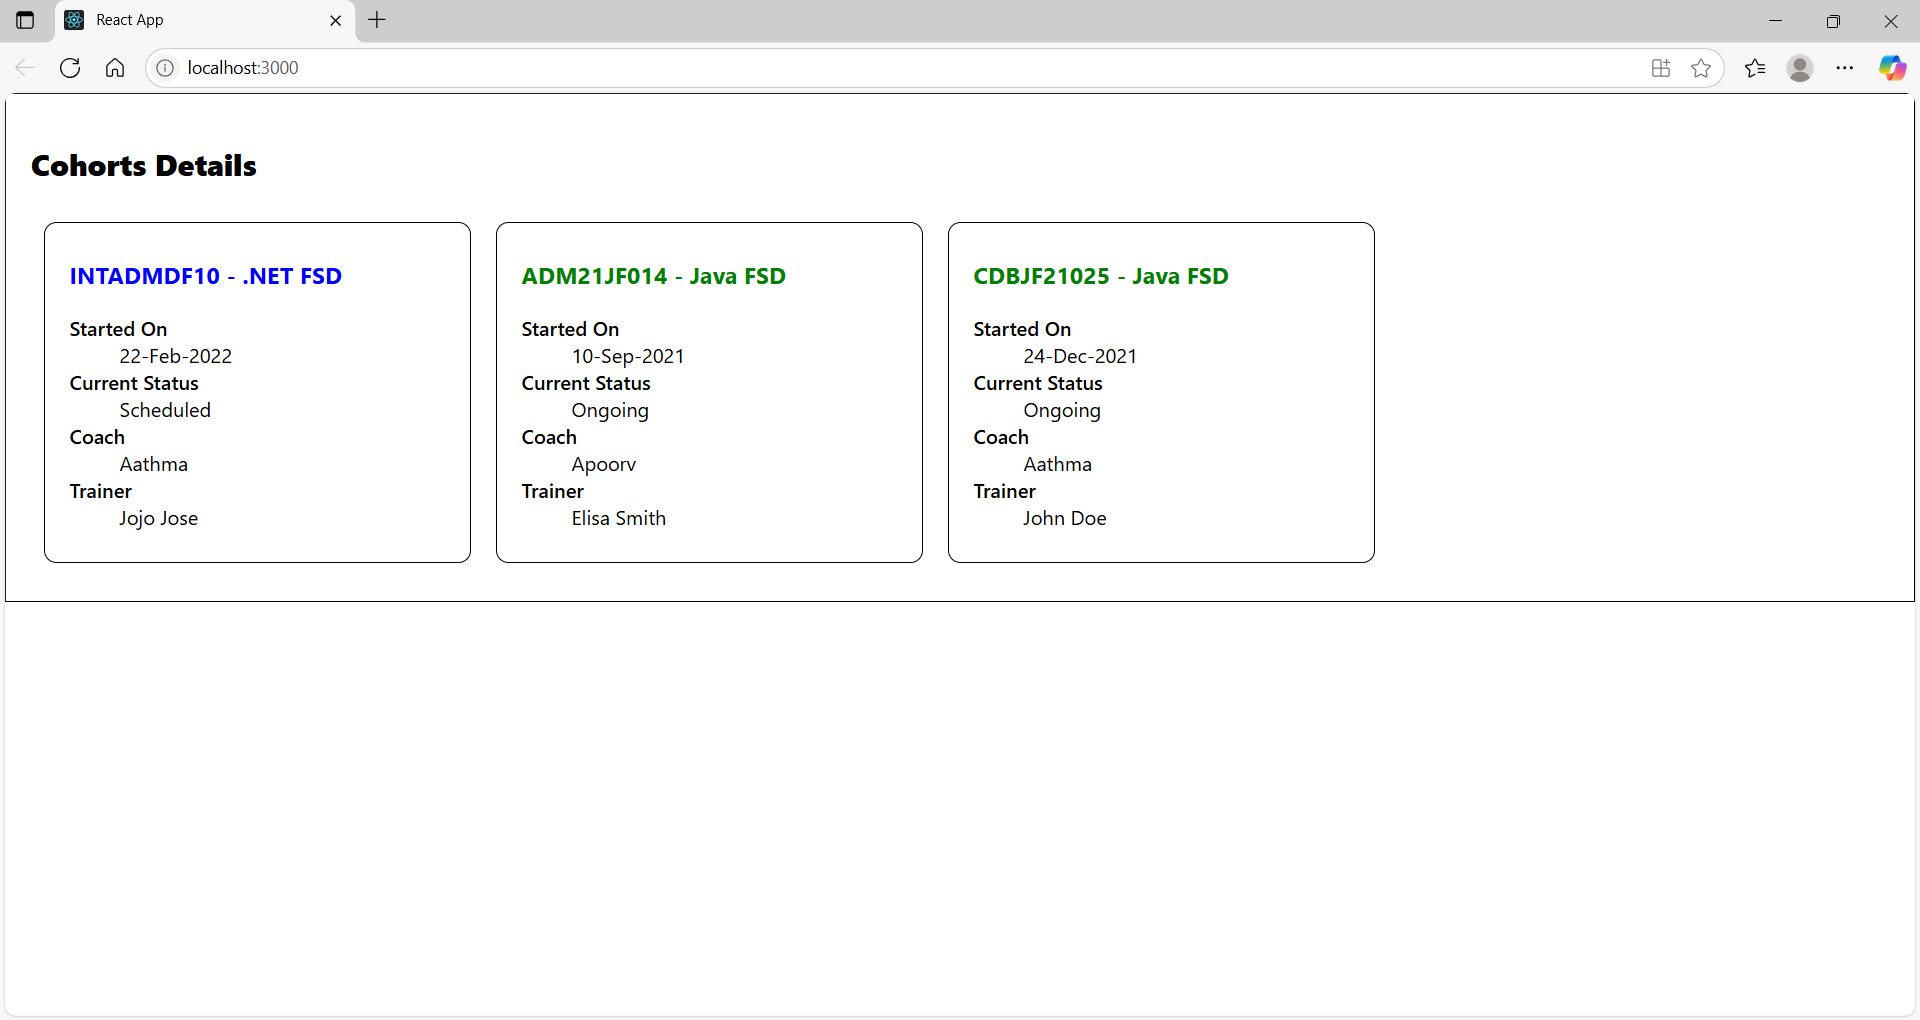 React App
localhost:3000
Cohorts Details
INTADMDF10 - .NET FSD
Started On
22-Feb-2022
Current Status
Scheduled
Coach
Aathma
Trainer
Jojo Jose
ADM21JF014 - Java FSD
Started On
10-Sep-2021
Current Status
Ongoing
Coach
Apoorv
Trainer
Elisa Smith
CDBJF21025 - Java FSD
Started On
24-Dec-2021
Current Status
Ongoing
Coach
Aathma
Trainer
John Doe